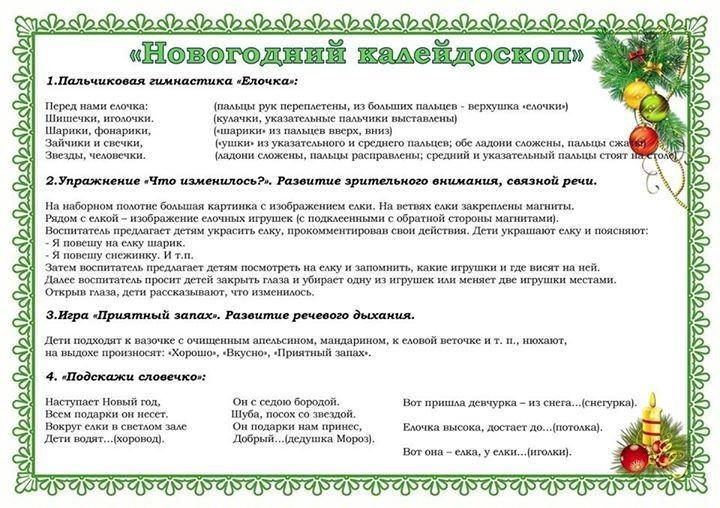 «Новогодний калейдоскоп»
1.Пальчиковая гимнастика «Елочка»:
Перед нами елочка: (пальцы рук переплетены, из больших пальцев - верхушка «елочки»)
Шишечки, иголочки. (кулачки, указательные пальчики выставлены)
Шарики, фонарики, («шарики» из пальцев вверх, вниз)
Зайчики и свечки, («ушки» из указательного и среднего пальцев; обе ладони сложены, пальцы сжаты)
Звезды, человечки. (ладони сложены, пальцы расправлены; средний и указательный пальцы стоят на столе)
2.Упражнение «Что изменилось?». Развитие зрительного внимания, связной речи.
На наборном полотне большая картинка с изображением елки. На ветвях елки закреплены магниты.
Рядом с елкой – изображение елочных игрушек (с подклеенными с обратной стороны магнитами).
Воспитатель предлагает детям украсить елку, прокомментировав свои действия. Дети украшают елку и поясняют:
- Я повешу на елку шарик.
- Я повешу снежинку. И т.п.
Затем воспитатель предлагает детям посмотреть на елку и запомнить, какие игрушки и где висят на ней.
Далее воспитатель просит детей закрыть глаза и убирает одну из игрушек или меняет две игрушки местами.
Открыв глаза, дети рассказывают, что изменилось.
3.Игра «Приятный запах». Развитие речевого дыхания.
Дети подходят к вазочке с очищенным апельсином, мандарином, к еловой веточке и т. п., нюхают,
на выдохе произносят: «Хорошо», «Вкусно», «Приятный запах».
4. «Подскажи словечко»:
Наступает Новый год,
Всем подарки он несет.
Вокруг елки в светлом зале
Дети водят…(хоровод).
Он с седою бородой.
Шуба, посох со звездой.
Он подарки нам принес,
Добрый…(дедушка Мороз).
Вот пришла девчурка – из снега…(снегурка).
Елочка высока, достает до…(потолка).
Вот она – елка, у елки…(иголки).